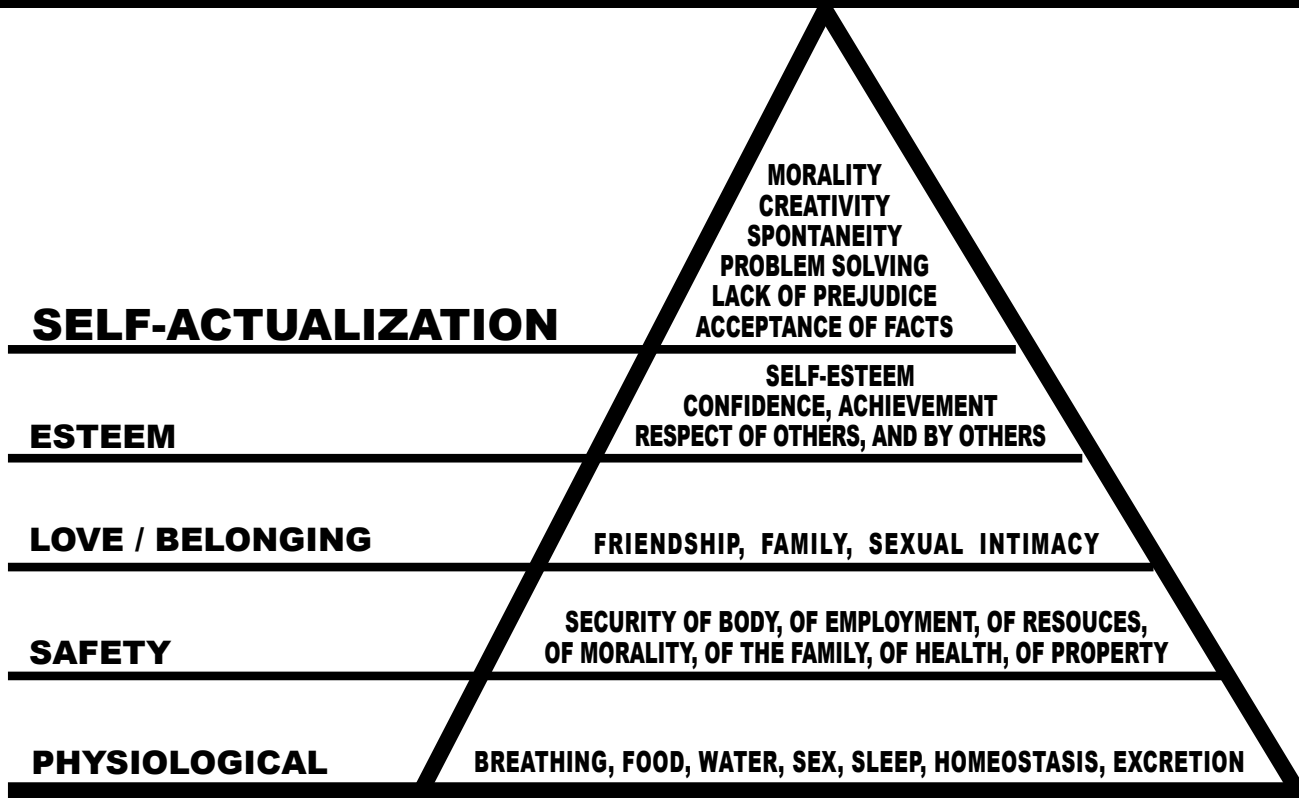 MORALITY
CREATIVITY
SPONTANEITY
PROBLEM SOLVING
LACK OF PREJUDICE
ACCEPTANCE OF FACTS
SELF-ACTUALIZATION
SELF-ESTEEM
CONFIDENCE, ACHIEVEMENT
RESPECT OF OTHERS, AND BY OTHERS
ESTEEM
LOVE / BELONGING
FRIENDSHIP, FAMILY, SEXUAL INTIMACY
SECURITY OF BODY, OF EMPLOYMENT, OF RESOUCES,
OF MORALITY, OF THE FAMILY, OF HEALTH, OF PROPERTY
SAFETY
PHYSIOLOGICAL
BREATHING, FOOD, WATER, SEX, SLEEP, HOMEOSTASIS, EXCRETION